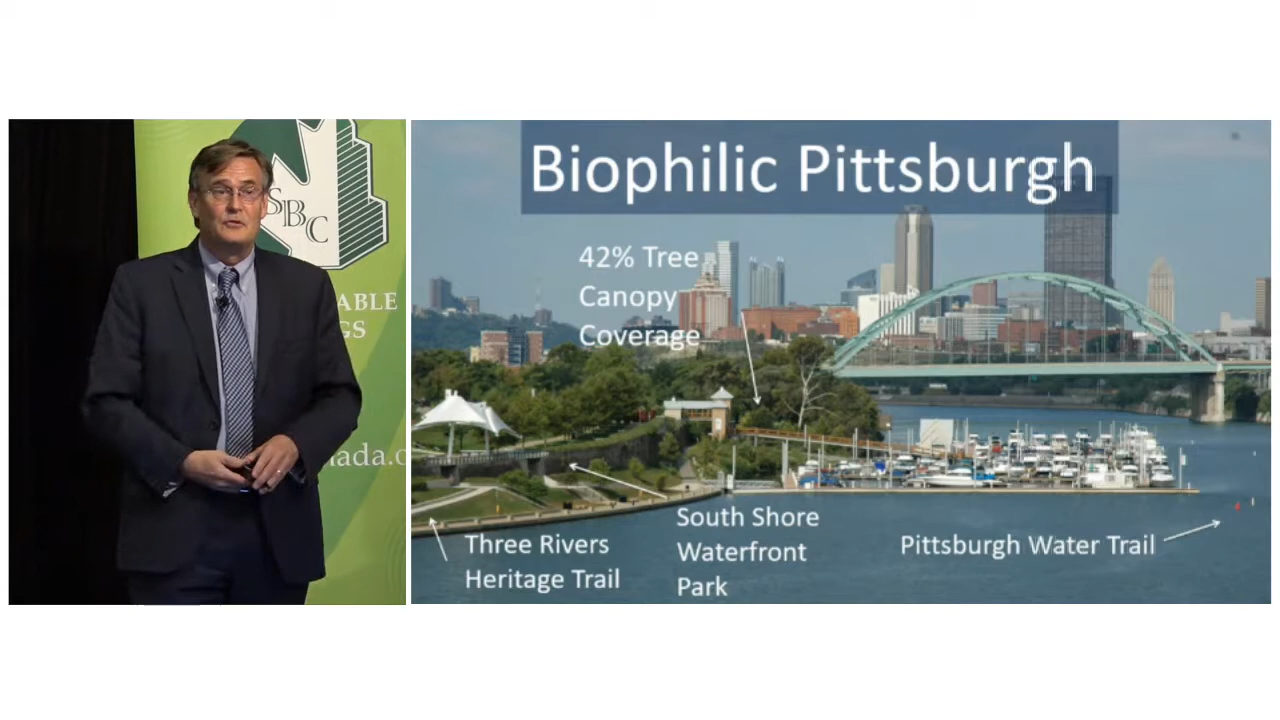 SBC
ABLE
GS
nada.o
Biophilic Pittsburgh
42% Tree
Canopy
Coverage
South Shore
Waterfront
Park
Three Rivers
Heritage Trail
Pittsburgh Water Trail